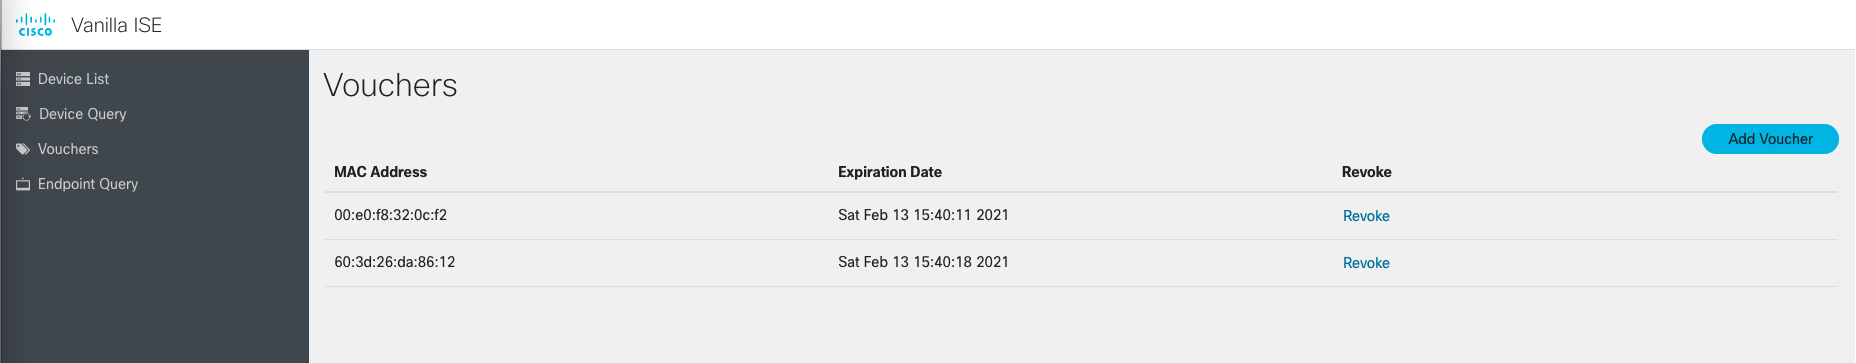 cisco Vanilla ISE
Device List
Device Query
Vouchers
Endpoint Query
Vouchers
Add Voucher
MAC Address Expiration Date Revoke
00:e0:f8:32:0c:f2 Sat Feb 13 15:40:11 2021 Revoke
60:3d:26:da:86:12 Sat Feb 13 15:40:18 2021 Revoke